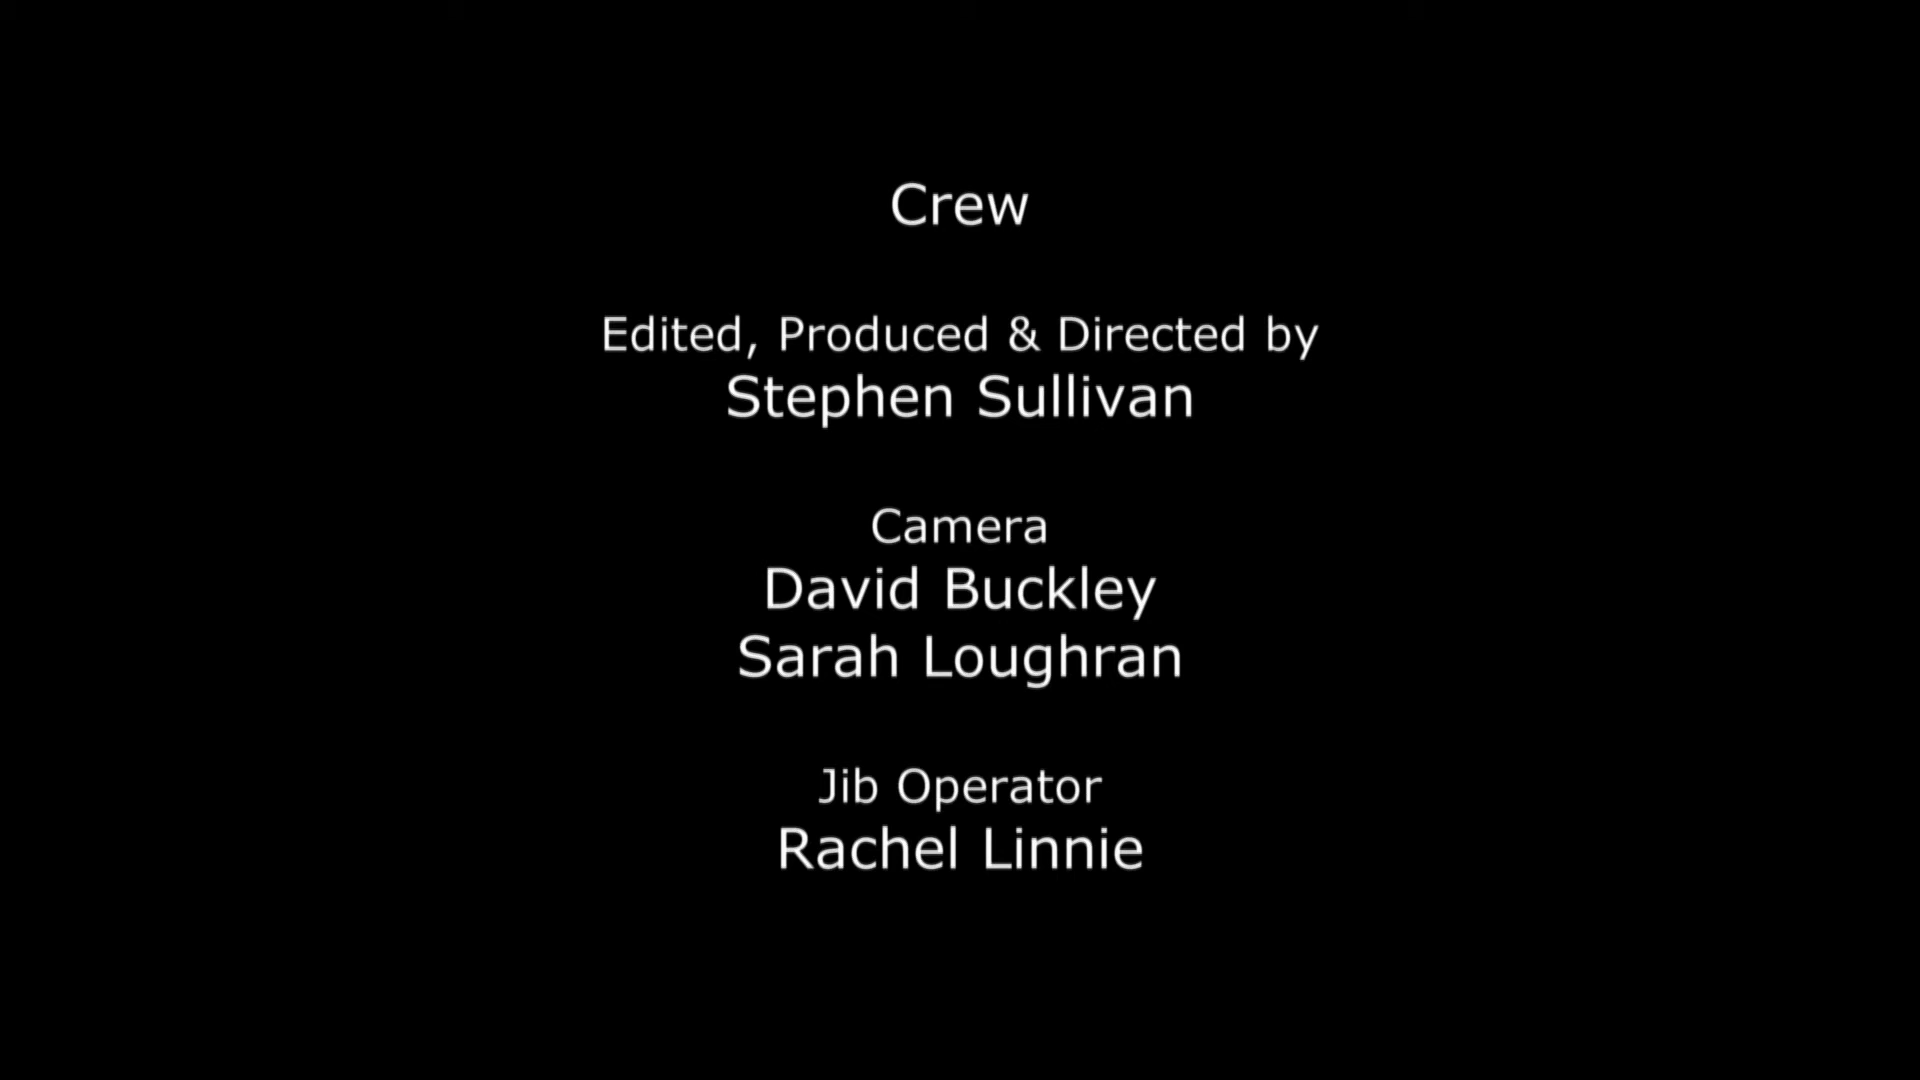 Crew
Edited, Produced & Directed by
Stephen Sullivan
Camera
David Buckley
Sarah Loughran
Jib Operator
Rachel Linnie